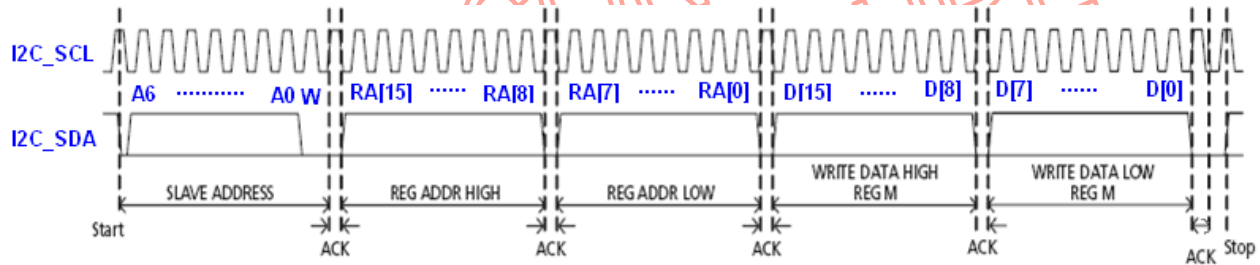 I2C_SCL
A6 ........... A0 W RA[15] ...... RA[8] RA[7] ...... RA[0] D[15] ...... D[8] D[7] ...... D[0]
I2C_SDA
SLAVE ADDRESS REG ADDR HIGH REG ADDR LOW WRITE DATA HIGH REG M WRITE DATA LOW REG M
Start ACK ACK ACK ACK ACK Stop